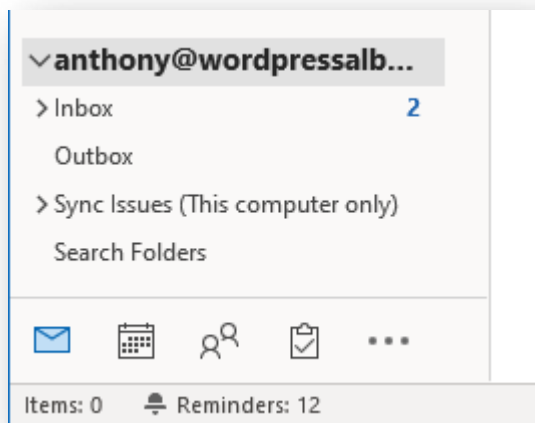 anthony@wordpressalb...
Inbox 2
Outbox
Sync Issues (This computer only)
Search Folders
Items: 0 Reminders: 12